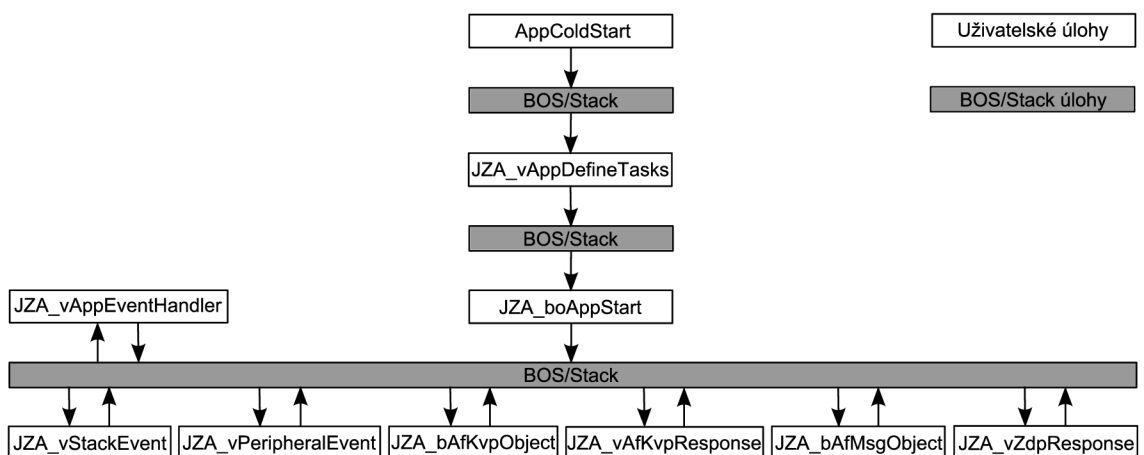 AppColdStart
Uživatelské úlohy
BOS/Stack
BOS/Stack úlohy
JZA_vAppDefineTasks
BOS/Stack
JZA_vAppEventHandler
JZA_boAppStart
BOS/Stack
JZA_vStackEvent
JZA_vPeripheralEvent
JZA_bAfKvpObject
JZA_vAfKvpResponse
JZA_bAfMsgObject
JZA_vZdpResponse